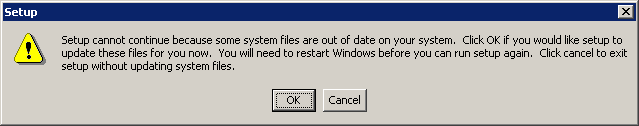 Setup
Setup cannot continue because some system files are out of date on your system.  Click OK if you would like setup to
update these files for you now.  You will need to restart Windows before you can run setup again.  Click cancel to exit
setup without updating system files.
OK
Cancel